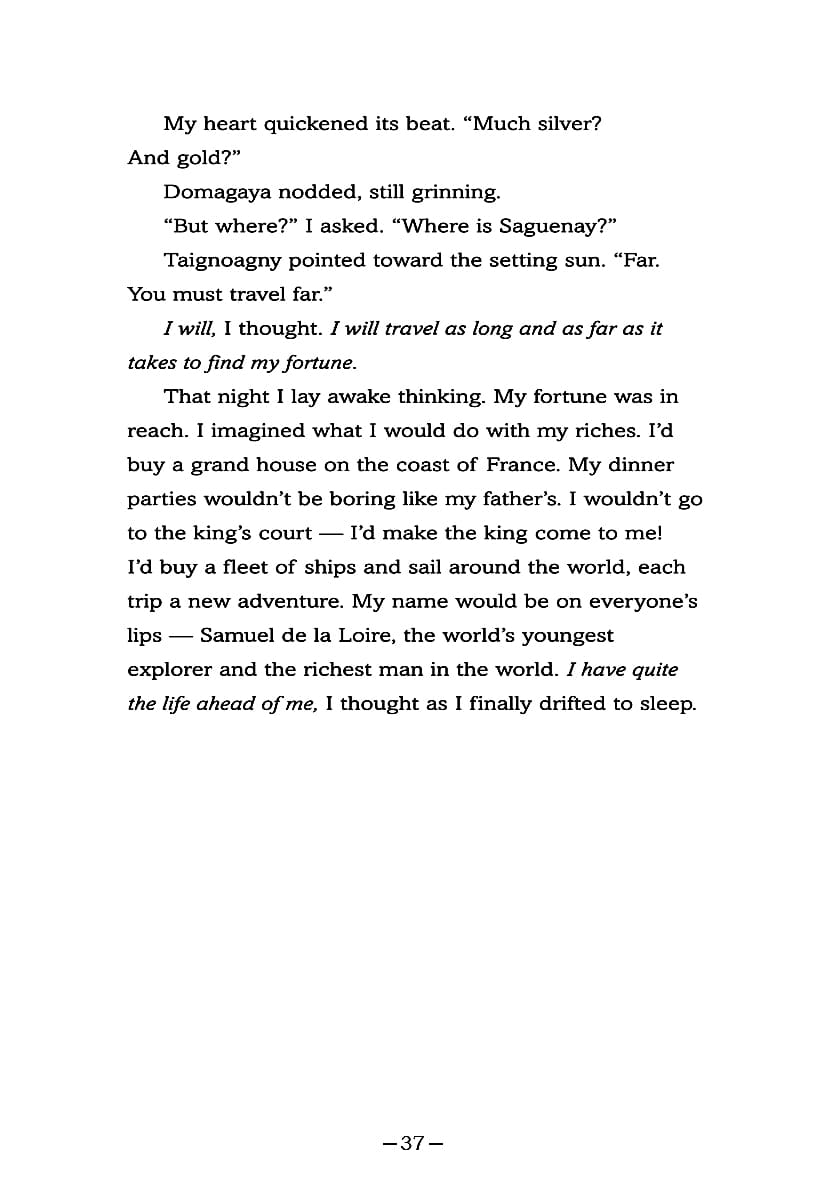 My heart quickened its beat. “Much silver?
And gold?”
Domagaya nodded, still grinning.
“But where?” I asked. “Where is Saguenay?”
Taignoagny pointed toward the setting sun. “Far.
You must travel far.”
I will, I thought. I will travel as long and as far as it
takes to find my fortune.
That night I lay awake thinking. My fortune was in
reach. I imagined what I would do with my riches. I’d
buy a grand house on the coast of France. My dinner
parties wouldn’t be boring like my father’s. I wouldn’t go
to the king’s court — I’d make the king come to me!
I’d buy a fleet of ships and sail around the world, each
trip a new adventure. My name would be on everyone’s
lips — Samuel de la Loire, the world’s youngest
explorer and the richest man in the world. I have quite
the life ahead of me, I thought as I finally drifted to sleep.
—37—